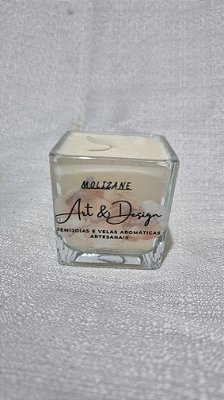 MOLIZANE
Art & Design
SEMIJOIAS E VELAS AROMÁTICAS
ARTESANAIS